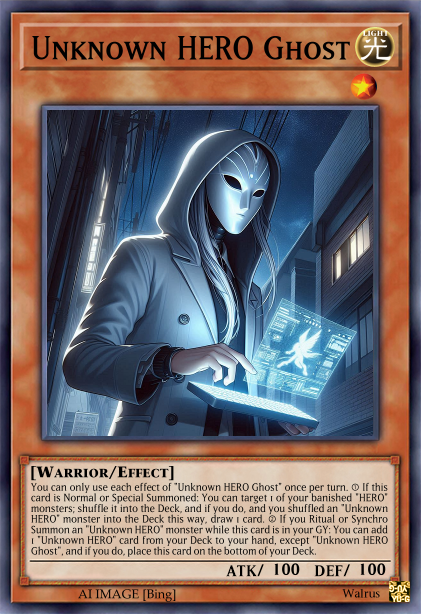 UNKNOWN HERO GHOST
LIGHT
光
[WARRIOR/EFFECT]
You can only use each effect of "Unknown HERO Ghost" once per turn. ① If this
card is Normal or Special Summoned: You can target 1 of your banished "HERO"
monsters; shuffle it into the Deck, and if you do, and you shuffled an "Unknown
HERO" monster into the Deck this way, draw 1 card. ② If you Ritual or Synchro
Summon an "Unknown HERO" monster while this card is in your GY: You can add
1 "Unknown HERO" card from your Deck to your hand, except "Unknown HERO
Ghost", and if you do, place this card on the bottom of your Deck.
ATK/ 100 DEF/ 100
AI IMAGE [Bing] Walrus